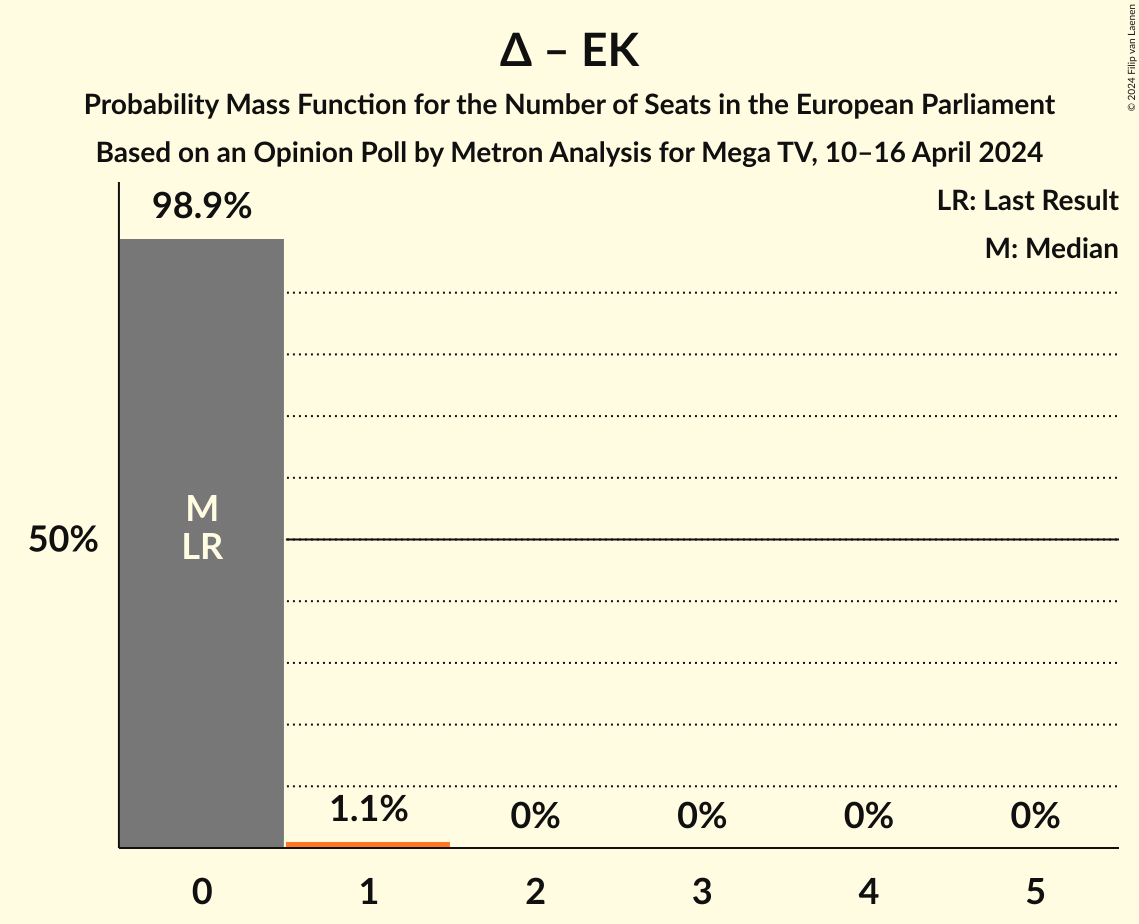 Δ – EK
Probability Mass Function for the Number of Seats in the European Parliament
Based on an Opinion Poll by Metron Analysis for Mega TV, 10–16 April 2024
© 2024 Filip van Laenen
LR: Last Result
M: Median
98.9%
M
LR
50%
1.1%
0%
0%
0%
0%
0
1
2
3
4
5